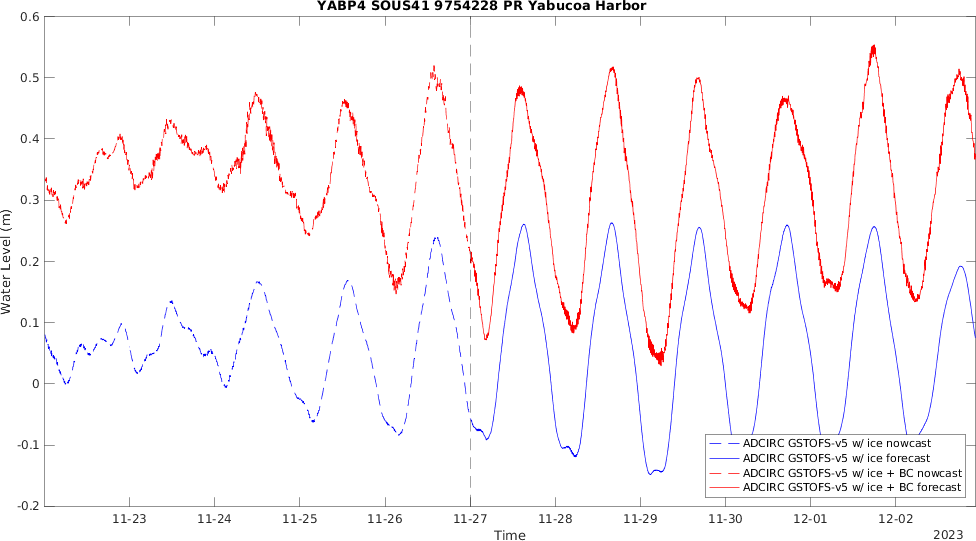 YABP4 SOUS41 9754228 PR Yabucoa Harbor
0.6
0.5
0.4
0.3
0.2
0.1
0
-0.1
-0.2
Water Level (m)
ADCIRC GSTOFS-v5 w/ ice nowcast
ADCIRC GSTOFS-v5 w/ ice forecast
ADCIRC GSTOFS-v5 w/ ice + BC nowcast
ADCIRC GSTOFS-v5 w/ ice + BC forecast
11-23 11-24 11-25 11-26 11-27 11-28 11-29 11-30 12-01 12-02
Time
2023